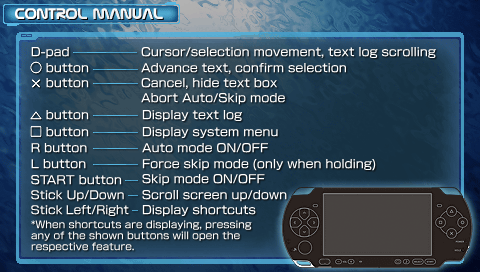 CONTROL MANUAL
D-pad Cursor/selection movement, text log scrolling
○ button Advance text, confirm selection
× button Cancel, hide text box
Abort Auto/Skip mode
△ button Display text log
□ button Display system menu
R button Auto mode ON/OFF
L button Force skip mode (only when holding)
START button Skip mode ON/OFF
Stick Up/Down Scroll screen up/down
Stick Left/Right Display shortcuts
*When shortcuts are displaying, pressing
any of the shown buttons will open the
respective feature.